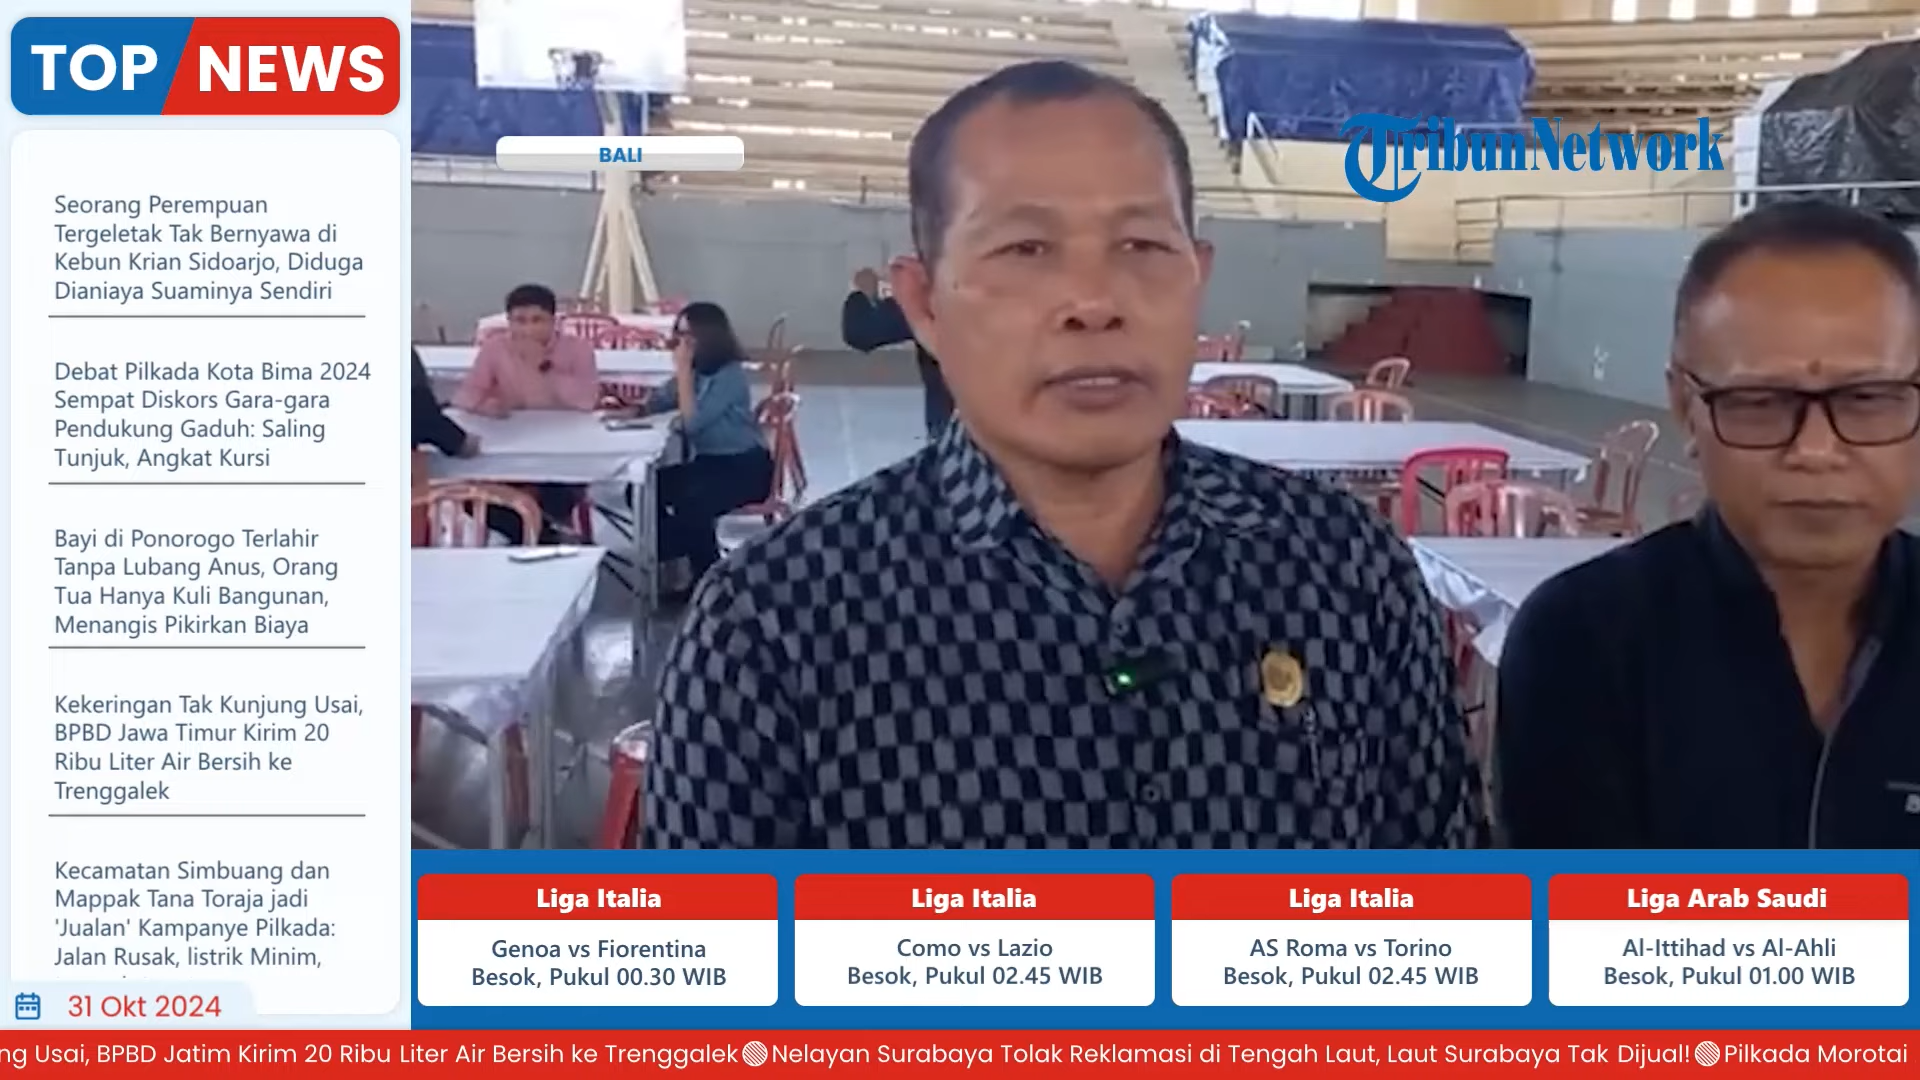 TOP NEWS
Seorang Perempuan
Tergeletak Tak Bernyawa di
Kebun Krian Sidoarjo, Diduga
Dianiaya Suaminya Sendiri
Debat Pilkada Kota Bima 2024
Sempat Diskors Gara-gara
Pendukung Gaduh: Saling
Tunjuk, Angkat Kursi
Bayi di Ponorogo Terlahir
Tanpa Lubang Anus, Orang
Tua Hanya Kuli Bangunan,
Menangis Pikirkan Biaya
Kekeringan Tak Kunjung Usai,
BPBD Jawa Timur Kirim 20
Ribu Liter Air Bersih ke
Trenggalek
Kecamatan Simbuang dan
Mappak Tana Toraja jadi
'Jualan' Kampanye Pilkada:
Jalan Rusak, listrik Minim,
31 Okt 2024
BALI
TribunNetwork
Liga Italia
Genoa vs Fiorentina
Besok, Pukul 00.30 WIB
Liga Italia
Como vs Lazio
Besok, Pukul 02.45 WIB
Liga Italia
AS Roma vs Torino
Besok, Pukul 02.45 WIB
Liga Arab Saudi
Al-Ittihad vs Al-Ahli
Besok, Pukul 01.00 WIB
ng Usai, BPBD Jatim Kirim 20 Ribu Liter Air Bersih ke Trenggalek Nelayan Surabaya Tolak Reklamasi di Tengah Laut, Laut Surabaya Tak Dijual! Pilkada Morotai